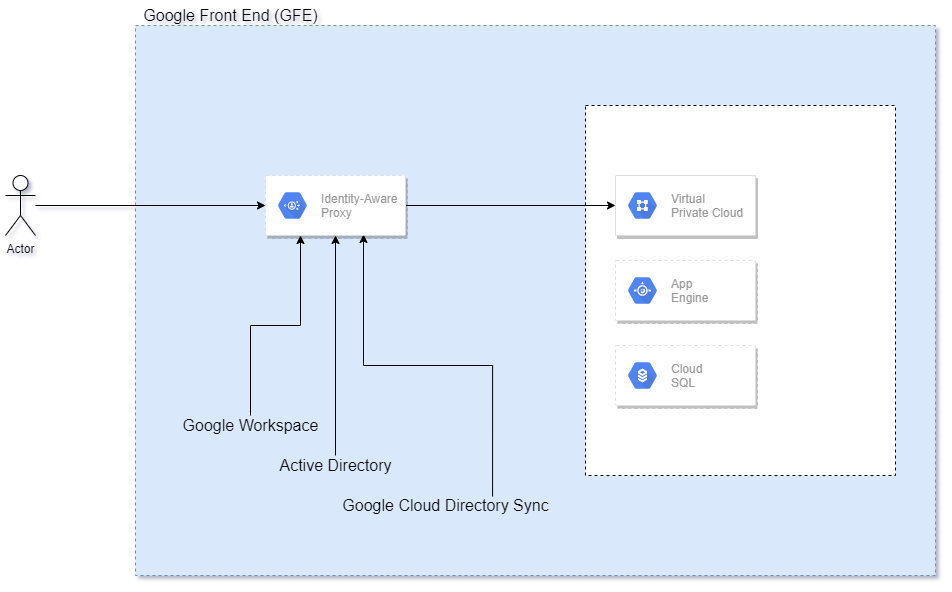 Google Front End (GFE)
Identity-Aware
Proxy
Virtual
Private Cloud
Actor
App
Engine
Cloud
SQL
Google Workspace
Active Directory
Google Cloud Directory Sync